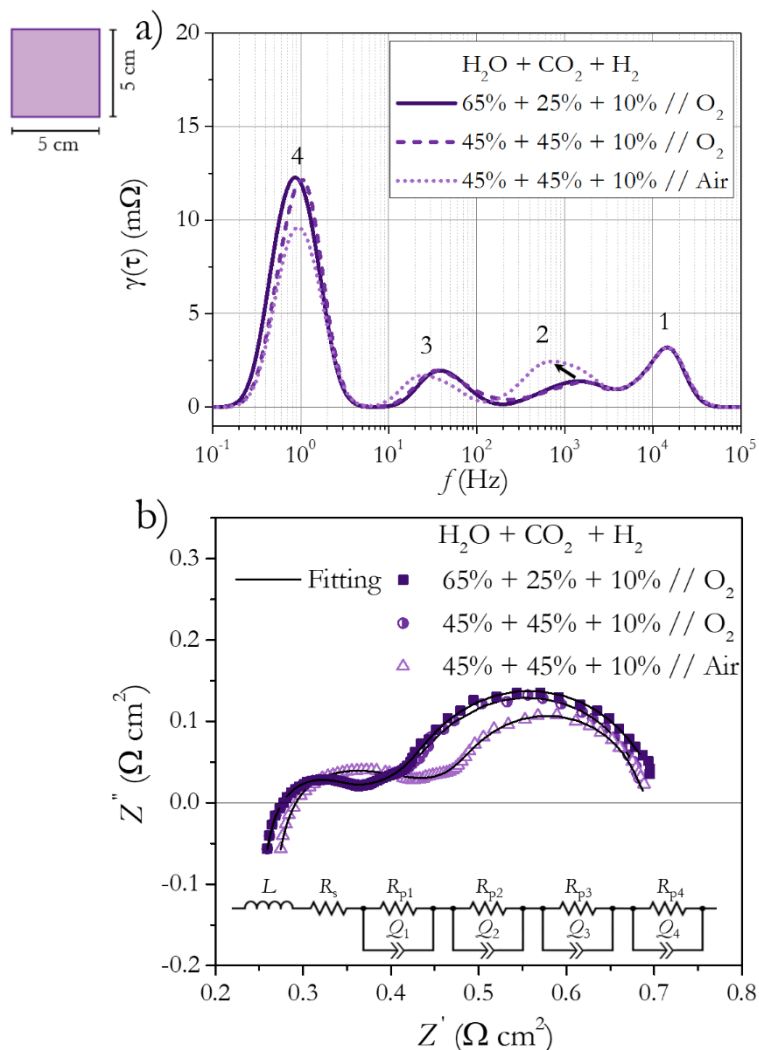 5 cm
5 cm
a)
20
15
10
5
0
γ(τ) (mΩ)
H₂O + CO₂ + H₂
65% + 25% + 10% // O₂
45% + 45% + 10% // O₂
45% + 45% + 10% // Air
4
3
2
1
10⁻¹ 10⁰ 10¹ 10² 10³ 10⁴ 10⁵
f (Hz)
b)
0.3
0.2
0.1
0.0
-0.1
-0.2
Z" (Ω cm²)
H₂O + CO₂ + H₂
Fitting
65% + 25% + 10% // O₂
45% + 45% + 10% // O₂
45% + 45% + 10% // Air
L Rs Rp1 Rp2 Rp3 Rp4
Q1 Q2 Q3 Q4
0.2 0.3 0.4 0.5 0.6 0.7 0.8
Z' (Ω cm²)